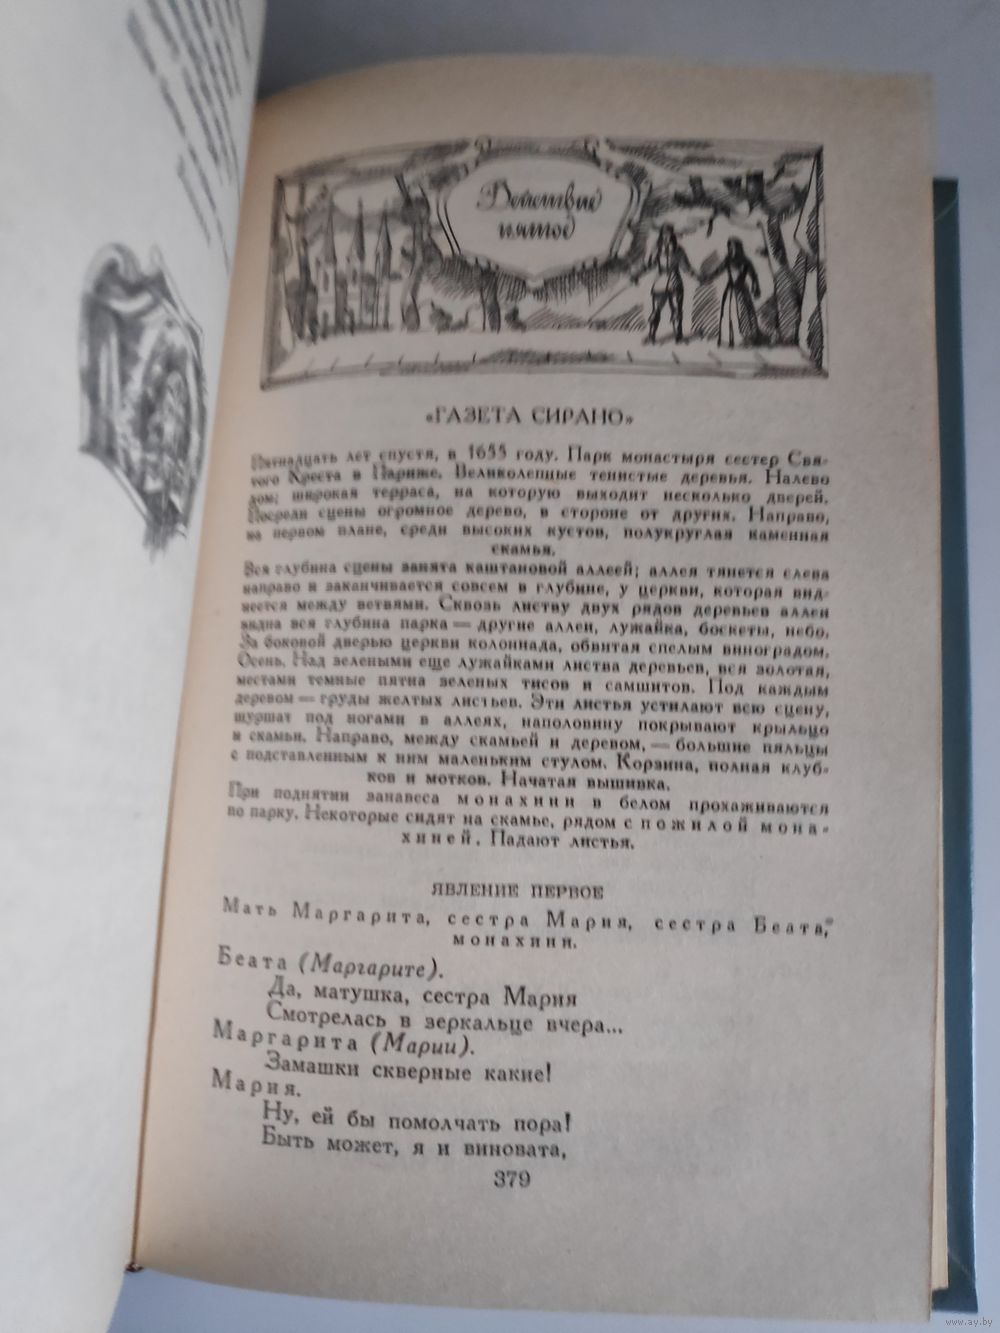 Действие
пятое
«ГАЗЕТА СИРАНО»
Пятнадцать лет спустя, в 1655 году. Парк монастыря сестер Свя-
того Креста в Париже. Великолепные тенистые деревья. Налево
дом; широкая терраса, на которую выходит несколько дверей.
Посреди сцены огромное дерево, в стороне от других. Направо,
на первом плане, среди высоких кустов, полукруглая каменная
скамья.
Вся глубина сцены занята каштановой аллеей; аллея тянется слева
направо и заканчивается совсем в глубине, у церкви, которая вид-
неется между ветвями. Сквозь листву двух рядов деревьев аллеи
видна вся глубина парка — другие аллеи, лужайка, боскеты, небо.
За боковой дверью церкви колоннада, обвитая спелым виноградом.
Осень. Над зелеными еще лужайками листва деревьев, вся золотая,
местами темные пятна зеленых тисов и самшитов. Под каждым
деревом — груды желтых листьев. Эти листья устилают всю сцену,
шуршат под ногами в аллеях, наполовину покрывают крыльцо
и скамьи. Направо, между скамьей и деревом, — большие пяльцы
с подставленным к ним маленьким стулом. Корзина, полная клуб-
ков и мотков. Начатая вышивка.
При поднятии занавеса монахини в белом прохаживаются
по парку. Некоторые сидят на скамье, рядом с пожилой мона-
хиней. Падают листья.
ЯВЛЕНИЕ ПЕРВОЕ
Мать Маргарита, сестра Мария, сестра Беата,
монахини.
Беата (Маргарите).
Да, матушка, сестра Мария
Смотрелась в зеркальце вчера...
Маргарита (Марии).
Замашки скверные какие!
Мария.
Ну, ей бы помолчать пора!
Быть может, я и виновата,
379
www.ay.by